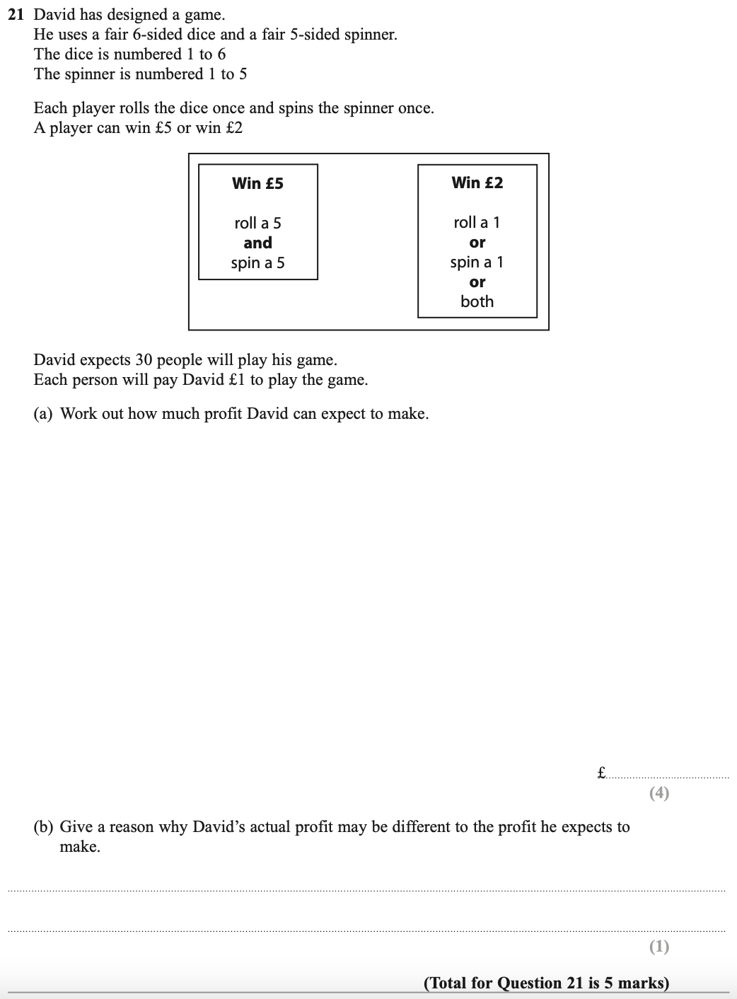 21 David has designed a game.
He uses a fair 6-sided dice and a fair 5-sided spinner.
The dice is numbered 1 to 6
The spinner is numbered 1 to 5
Each player rolls the dice once and spins the spinner once.
A player can win £5 or win £2
Win £5
roll a 5
and
spin a 5
Win £2
roll a 1
or
spin a 1
or
both
David expects 30 people will play his game.
Each person will pay David £1 to play the game.
(a) Work out how much profit David can expect to make.
£
(4)
(b) Give a reason why David’s actual profit may be different to the profit he expects to
make.
(1)
(Total for Question 21 is 5 marks)